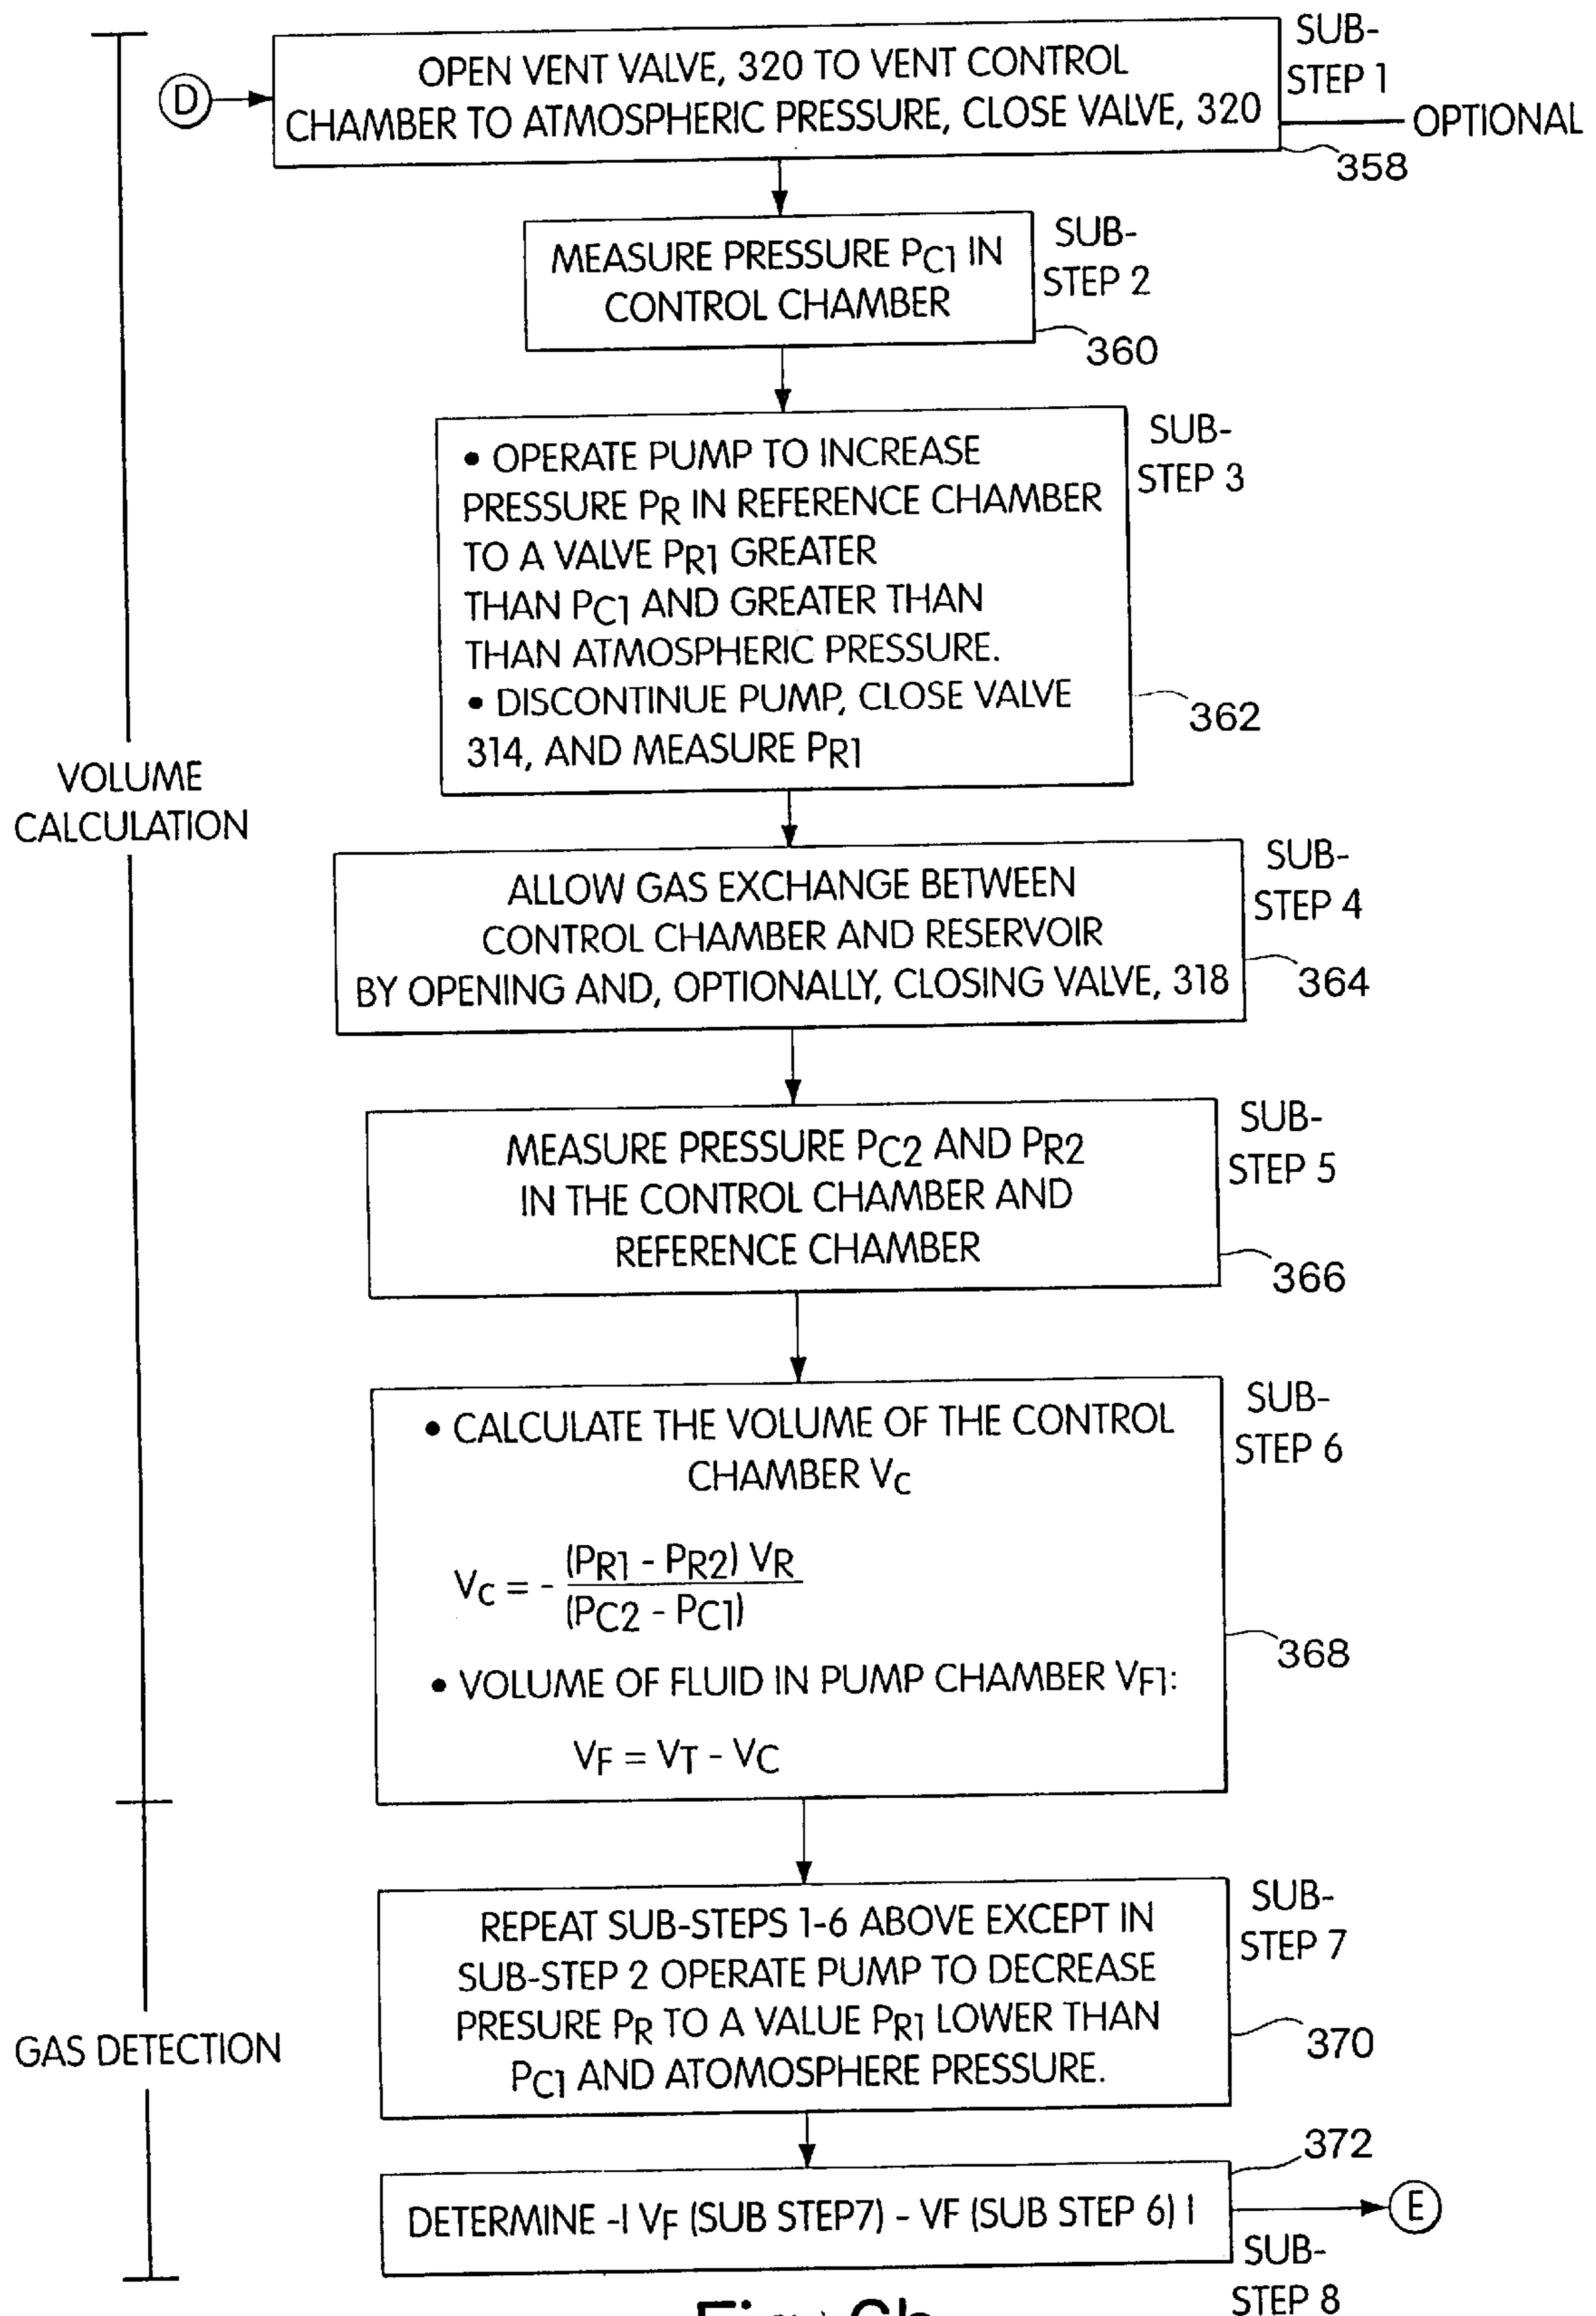 D
OPEN VENT VALVE, 320 TO VENT CONTROL
CHAMBER TO ATMOSPHERIC PRESSURE, CLOSE VALVE, 320
SUB-
STEP 1
OPTIONAL
358
MEASURE PRESSURE PC1 IN
CONTROL CHAMBER
SUB-
STEP 2
360
• OPERATE PUMP TO INCREASE
PRESSURE PR IN REFERENCE CHAMBER
TO A VALVE PR1 GREATER
THAN PC1 AND GREATER THAN
THAN ATMOSPHERIC PRESSURE.
• DISCONTINUE PUMP, CLOSE VALVE
314, AND MEASURE PR1
SUB-
STEP 3
362
VOLUME
CALCULATION
ALLOW GAS EXCHANGE BETWEEN
CONTROL CHAMBER AND RESERVOIR
BY OPENING AND, OPTIONALLY, CLOSING VALVE, 318
SUB-
STEP 4
364
MEASURE PRESSURE PC2 AND PR2
IN THE CONTROL CHAMBER AND
REFERENCE CHAMBER
SUB-
STEP 5
366
• CALCULATE THE VOLUME OF THE CONTROL
CHAMBER VC
VC = - (PR1 - PR2) VR
(PC2 - PC1)
• VOLUME OF FLUID IN PUMP CHAMBER VF1:
VF = VT - VC
SUB-
STEP 6
368
REPEAT SUB-STEPS 1-6 ABOVE EXCEPT IN
SUB-STEP 2 OPERATE PUMP TO DECREASE
PRESURE PR TO A VALUE PR1 LOWER THAN
PC1 AND ATOMOSPHERE PRESSURE.
SUB-
STEP 7
370
GAS DETECTION
DETERMINE -I VF (SUB STEP7) - VF (SUB STEP 6) I
372
E
SUB-
STEP 8